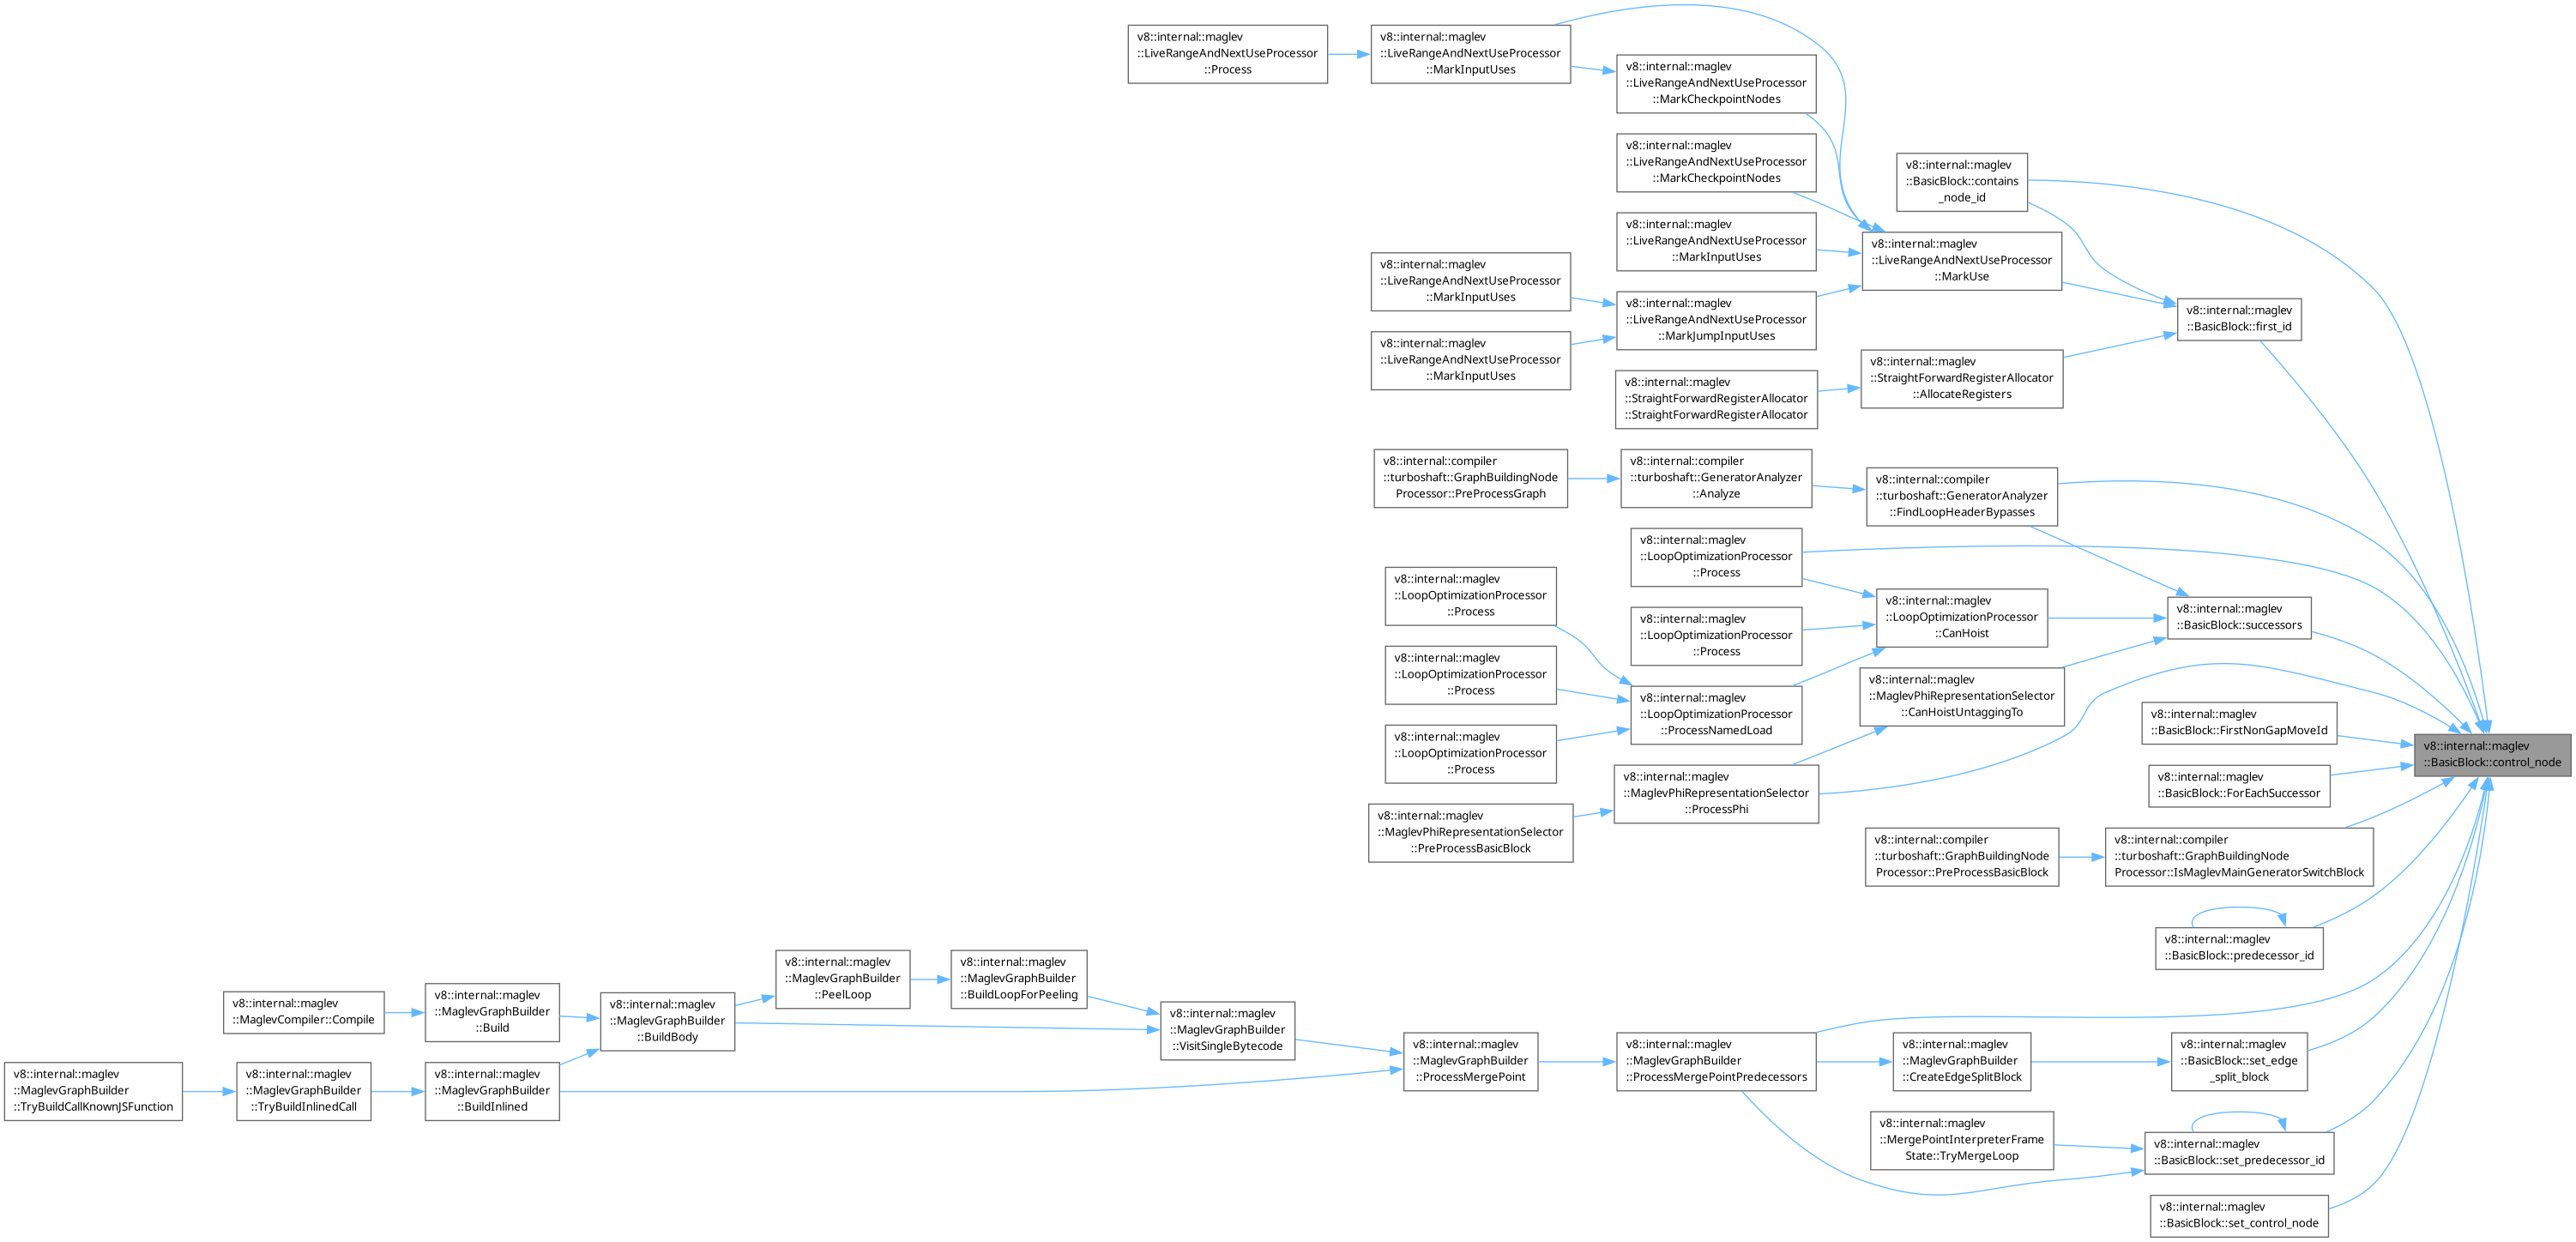 v8::internal::maglev
::LiveRangeAndNextUseProcessor
::Process
v8::internal::maglev
::LiveRangeAndNextUseProcessor
::MarkInputUses
v8::internal::maglev
::LiveRangeAndNextUseProcessor
::MarkCheckpointNodes
v8::internal::maglev
::LiveRangeAndNextUseProcessor
::MarkCheckpointNodes
v8::internal::maglev
::BasicBlock::contains
_node_id
v8::internal::maglev
::LiveRangeAndNextUseProcessor
::MarkInputUses
v8::internal::maglev
::LiveRangeAndNextUseProcessor
::MarkUse
v8::internal::maglev
::LiveRangeAndNextUseProcessor
::MarkInputUses
v8::internal::maglev
::LiveRangeAndNextUseProcessor
::MarkJumpInputUses
v8::internal::maglev
::BasicBlock::first_id
v8::internal::maglev
::LiveRangeAndNextUseProcessor
::MarkInputUses
v8::internal::maglev
::StraightForwardRegisterAllocator
::AllocateRegisters
v8::internal::maglev
::StraightForwardRegisterAllocator
::StraightForwardRegisterAllocator
v8::internal::compiler
::turboshaft::GraphBuildingNode
Processor::PreProcessGraph
v8::internal::compiler
::turboshaft::GeneratorAnalyzer
::Analyze
v8::internal::compiler
::turboshaft::GeneratorAnalyzer
::FindLoopHeaderBypasses
v8::internal::maglev
::LoopOptimizationProcessor
::Process
v8::internal::maglev
::LoopOptimizationProcessor
::Process
v8::internal::maglev
::LoopOptimizationProcessor
::CanHoist
v8::internal::maglev
::BasicBlock::successors
v8::internal::maglev
::LoopOptimizationProcessor
::Process
v8::internal::maglev
::LoopOptimizationProcessor
::Process
v8::internal::maglev
::MaglevPhiRepresentationSelector
::CanHoistUntaggingTo
v8::internal::maglev
::LoopOptimizationProcessor
::ProcessNamedLoad
v8::internal::maglev
::BasicBlock::FirstNonGapMoveId
v8::internal::maglev
::LoopOptimizationProcessor
::Process
v8::internal::maglev
::BasicBlock::control_node
v8::internal::maglev
::MaglevPhiRepresentationSelector
::ProcessPhi
v8::internal::maglev
::BasicBlock::ForEachSuccessor
v8::internal::maglev
::MaglevPhiRepresentationSelector
::PreProcessBasicBlock
v8::internal::compiler
::turboshaft::GraphBuildingNode
Processor::PreProcessBasicBlock
v8::internal::compiler
::turboshaft::GraphBuildingNode
Processor::IsMaglevMainGeneratorSwitchBlock
v8::internal::maglev
::BasicBlock::predecessor_id
v8::internal::maglev
::MaglevGraphBuilder
::PeelLoop
v8::internal::maglev
::MaglevGraphBuilder
::BuildLoopForPeeling
v8::internal::maglev
::MaglevCompiler::Compile
v8::internal::maglev
::MaglevGraphBuilder
::Build
v8::internal::maglev
::MaglevGraphBuilder
::BuildBody
v8::internal::maglev
::MaglevGraphBuilder
::VisitSingleBytecode
v8::internal::maglev
::MaglevGraphBuilder
::ProcessMergePoint
v8::internal::maglev
::MaglevGraphBuilder
::ProcessMergePointPredecessors
v8::internal::maglev
::MaglevGraphBuilder
::CreateEdgeSplitBlock
v8::internal::maglev
::BasicBlock::set_edge
_split_block
v8::internal::maglev
::MaglevGraphBuilder
::TryBuildCallKnownJSFunction
v8::internal::maglev
::MaglevGraphBuilder
::TryBuildInlinedCall
v8::internal::maglev
::MaglevGraphBuilder
::BuildInlined
v8::internal::maglev
::MergePointInterpreterFrame
State::TryMergeLoop
v8::internal::maglev
::BasicBlock::set_predecessor_id
v8::internal::maglev
::BasicBlock::set_control_node